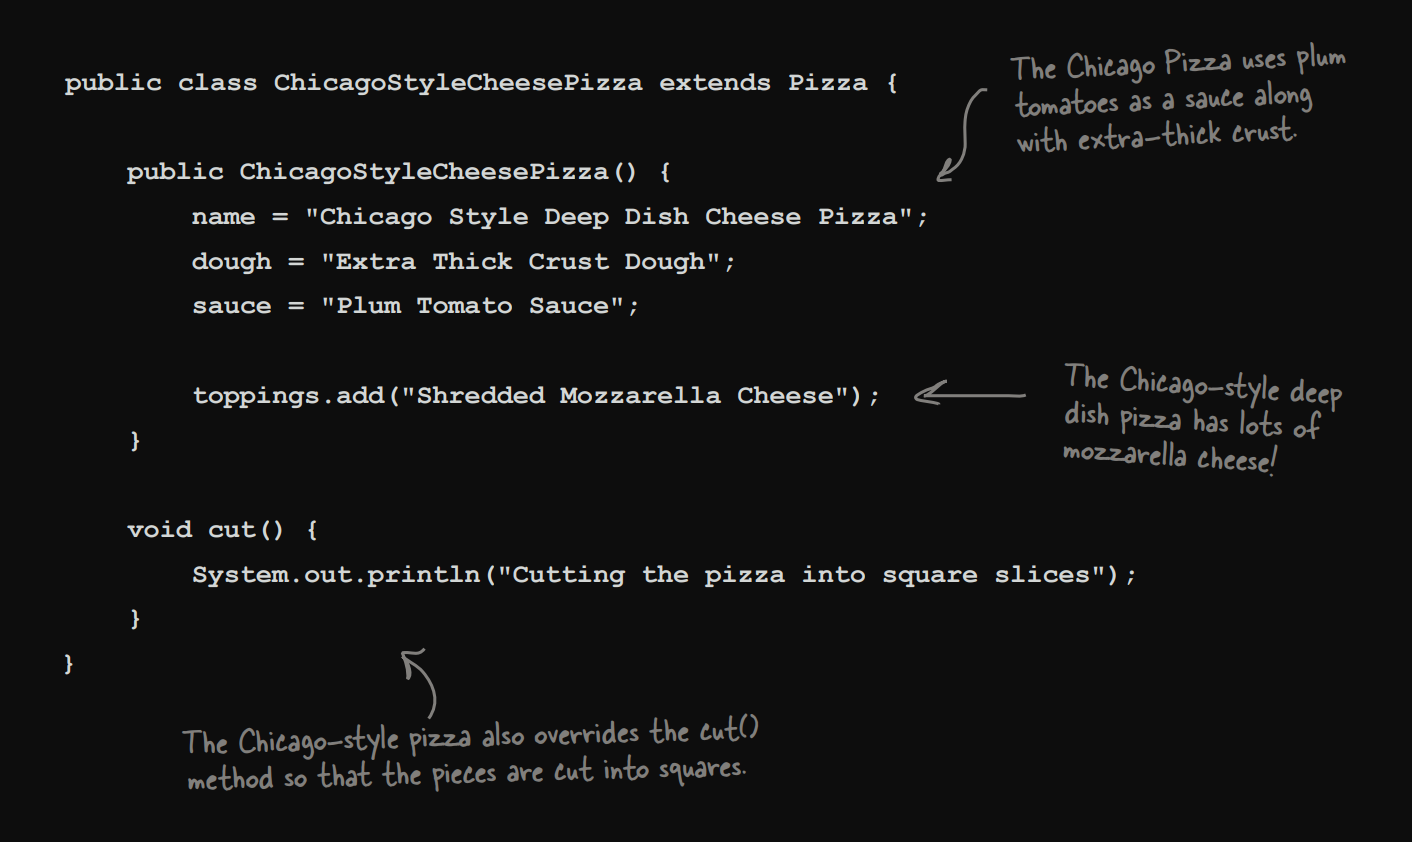 public class ChicagoStyleCheesePizza extends Pizza {
The Chicago Pizza uses plum
tomatoes as a sauce along
with extra-thick crust.
public ChicagoStyleCheesePizza() {
name = "Chicago Style Deep Dish Cheese Pizza";
dough = "Extra Thick Crust Dough";
sauce = "Plum Tomato Sauce";
toppings.add("Shredded Mozzarella Cheese");
The Chicago-style deep
dish pizza has lots of
mozzarella cheese!
}
void cut() {
System.out.println("Cutting the pizza into square slices");
}
}
The Chicago-style pizza also overrides the cut()
method so that the pieces are cut into squares.